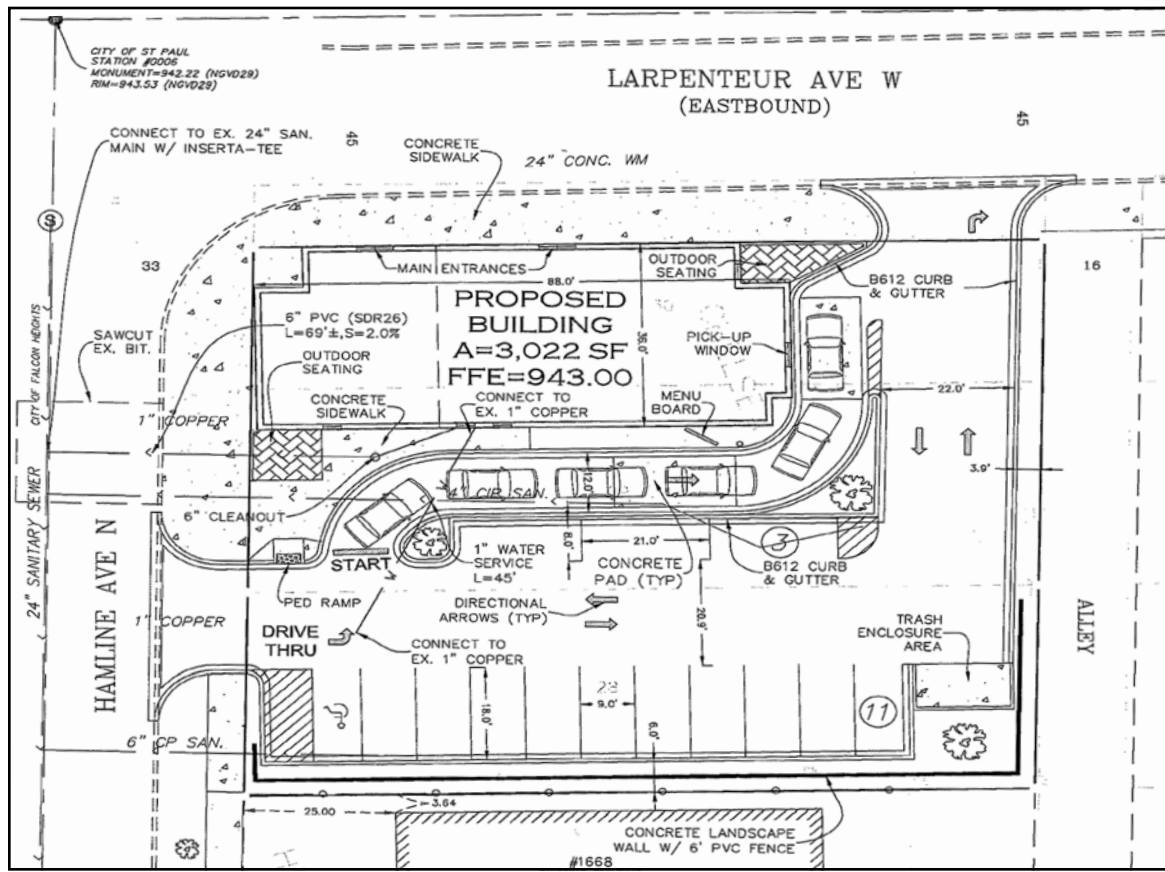 CITY OF ST PAUL
STATION #0006
MONUMENT=942.22 (NGVD29)
RIM=943.53 (NGVD29)
LARPENTEUR AVE W
(EASTBOUND)
CONNECT TO EX. 24" SAN.
MAIN W/ INSERTA-TEE
45
CONCRETE
SIDEWALK
24" CONC. WM
45
S
33
MAIN ENTRANCES
OUTDOOR
SEATING
16
88.0'
B612 CURB
& GUTTER
PROPOSED
BUILDING
A=3,022 SF
FFE=943.00
36.0'
6" PVC (SDR26)
L=69'±,S=2.0%
SAWCUT
EX. BIT.
CITY OF FALCON HEIGHTS
OUTDOOR
SEATING
PICK-UP
WINDOW
22.0'
CONCRETE
SIDEWALK
CONNECT TO
EX. 1" COPPER
MENU
BOARD
1" COPPER
3.9'
24" SANITARY SEWER
4" CIP SAN.
12.0'
6" CLEANOUT
8.0'
21.0'
3
START
1" WATER
SERVICE
L=45'
CONCRETE
PAD (TYP)
B612 CURB
& GUTTER
PED RAMP
DIRECTIONAL
ARROWS (TYP)
20.9'
HAMLINE AVE N
1" COPPER
DRIVE
THRU
CONNECT TO
EX. 1" COPPER
TRASH
ENCLOSURE
AREA
ALLEY
28
9.0'
18.0'
6.0'
11
6" CP SAN.
25.00
3.64
CONCRETE LANDSCAPE
WALL W/ 6' PVC FENCE
#1668